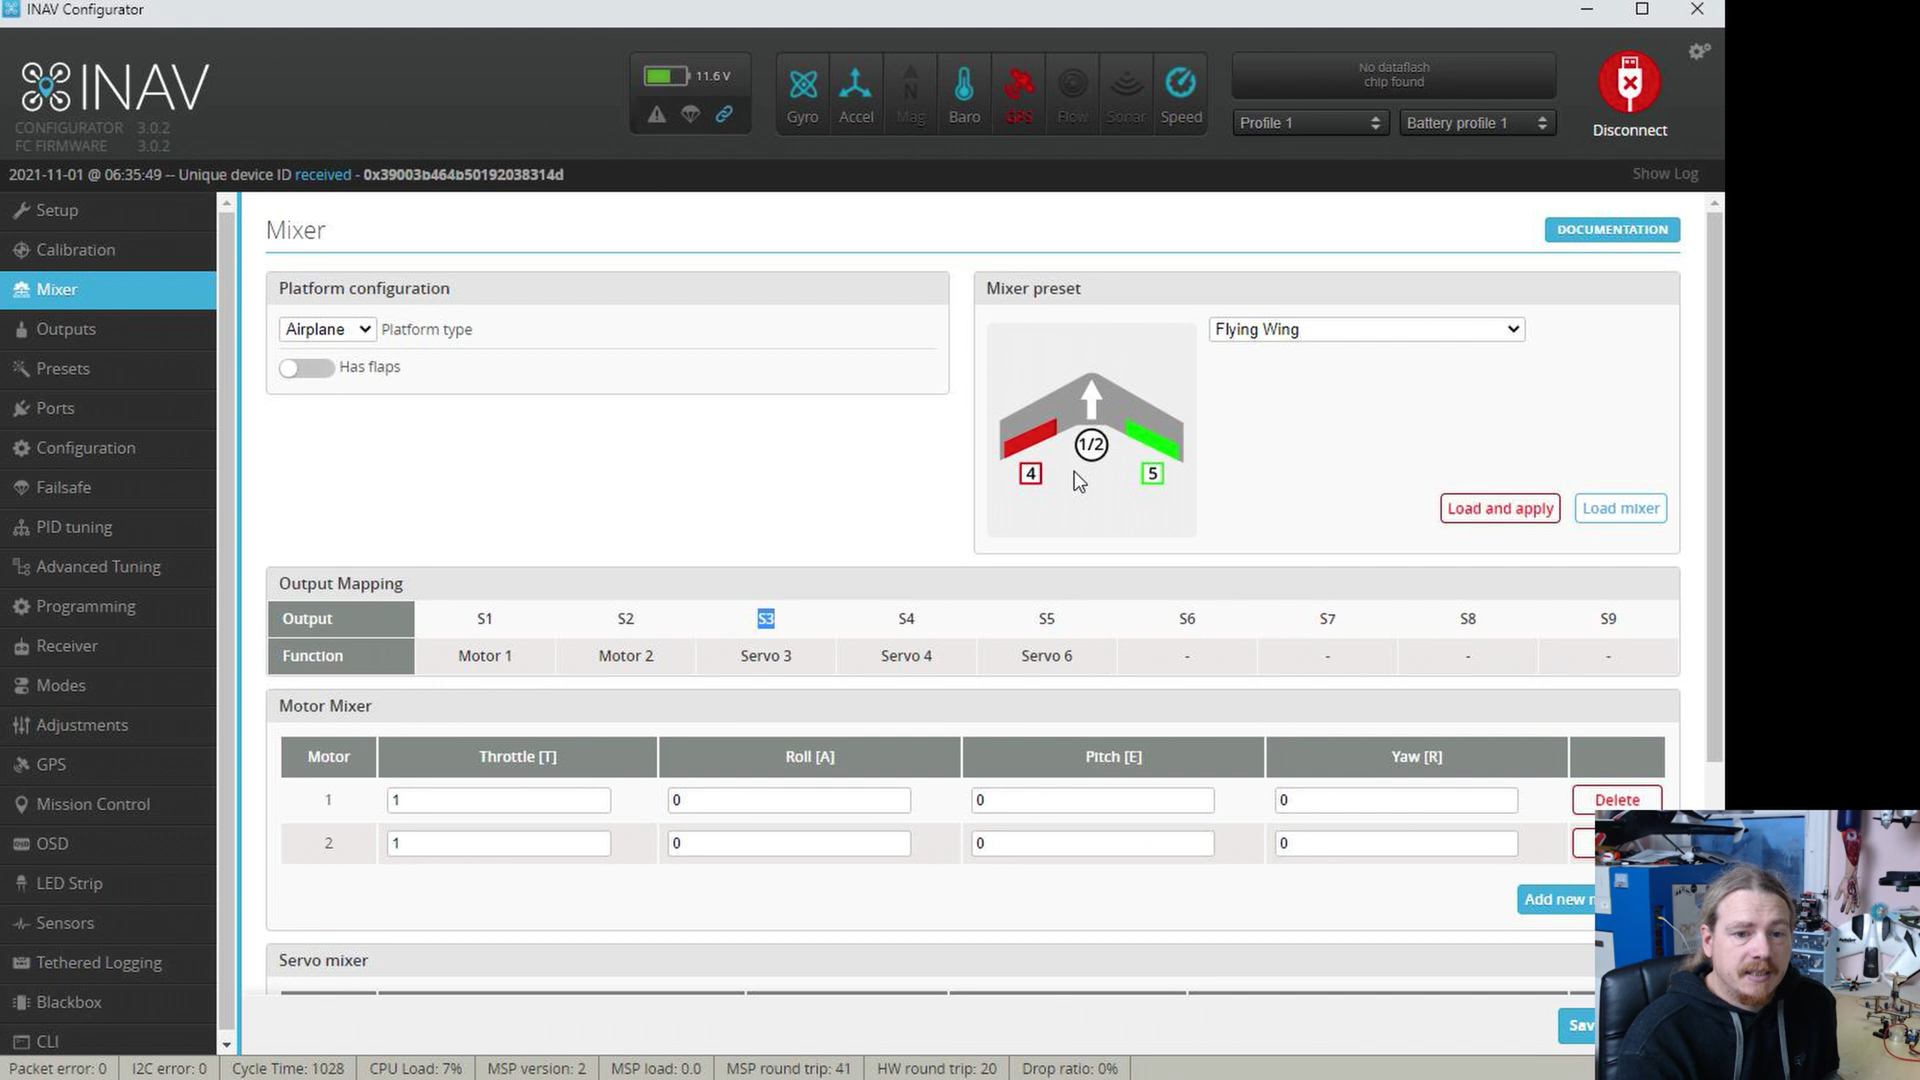 INAV Configurator
INAV
CONFIGURATOR 3.0.2
FC FIRMWARE 3.0.2
11.6 V
Gyro
Accel
Mag
Baro
GPS
Flow
Sonar
Speed
No dataflash
chip found
Profile 1
Battery profile 1
Disconnect
2021-11-01 @ 06:35:49 -- Unique device ID received - 0x39003b464b50192038314d
Show Log
Setup
Calibration
Mixer
Outputs
Presets
Ports
Configuration
Failsafe
PID tuning
Advanced Tuning
Programming
Receiver
Modes
Adjustments
GPS
Mission Control
OSD
LED Strip
Sensors
Tethered Logging
Blackbox
CLI
Mixer
DOCUMENTATION
Platform configuration
Airplane Platform type
Has flaps
Mixer preset
Flying Wing
1/2
4
5
Load and apply
Load mixer
Output Mapping
Output S1 S2 S3 S4 S5 S6 S7 S8 S9
Function Motor 1 Motor 2 Servo 3 Servo 4 Servo 6 - - - -
Motor Mixer
Motor Throttle [T] Roll [A] Pitch [E] Yaw [R]
1 1 0 0 0 Delete
2 1 0 0 0
Add new
Servo mixer
Packet error: 0 I2C error: 0 Cycle Time: 1028 CPU Load: 7% MSP version: 2 MSP load: 0.0 MSP round trip: 41 HW round trip: 20 Drop ratio: 0%